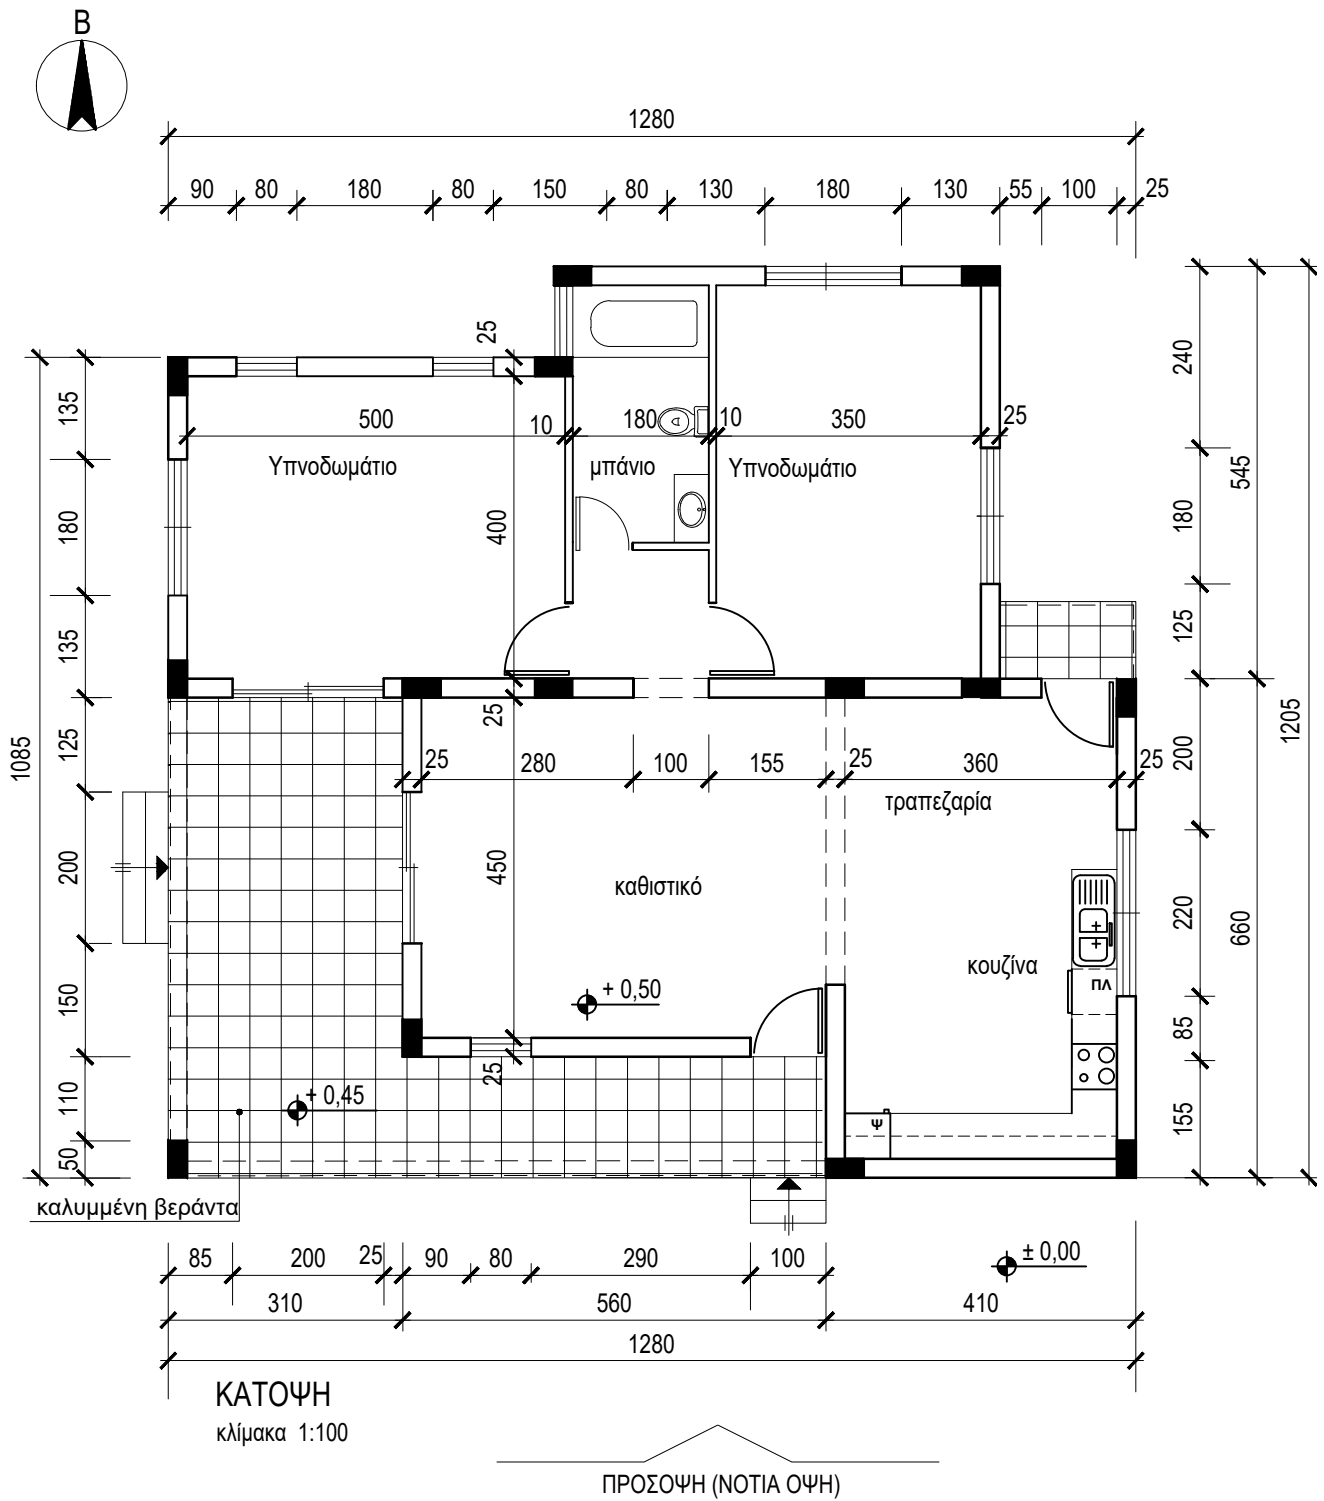 Β
1280
90 80 180 80 150 80 130 180 130 55 100 25
25
240
135
500 10 180 10 350 25
Υπνοδωμάτιο μπάνιο Υπνοδωμάτιο
545
180
400
180
135
125
1085
125
25
1205
25 280 100 155 25 360 25
200
τραπεζαρία
200
450
καθιστικό
220
660
κουζίνα
+ 0,50
ΠΛ
150
85
25
+ 0,45
110
Ψ
155
50
καλυμμένη βεράντα
85 200 25 90 80 290 100
± 0,00
310 560 410
1280
ΚΑΤΟΨΗ
κλίμακα 1:100
ΠΡΟΣΟΨΗ (ΝΟΤΙΑ ΟΨΗ)